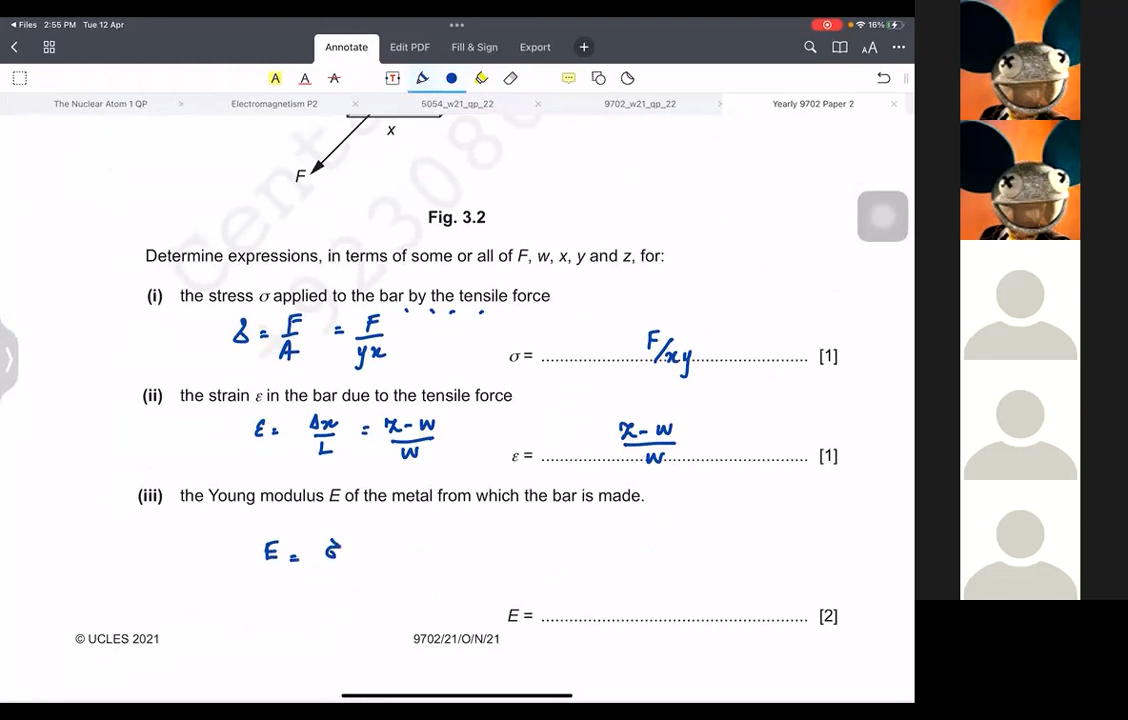 Files 2:55 PM Tue 12 Apr 16%
Annotate Edit PDF Fill & Sign Export
The Nuclear Atom 1 QP Electromagnetism P2 5054_w21_qp_22 9702_w21_qp_22 Yearly 9702 Paper 2
x
F
Fig. 3.2
Determine expressions, in terms of some or all of F, w, x, y and z, for:
(i) the stress σ applied to the bar by the tensile force
δ = F/A = F/yx
σ = F/xy [1]
(ii) the strain ε in the bar due to the tensile force
ε = Δx/L = z-w/w
ε = z-w/w [1]
(iii) the Young modulus E of the metal from which the bar is made.
E = σ
E = [2]
© UCLES 2021 9702/21/O/N/21